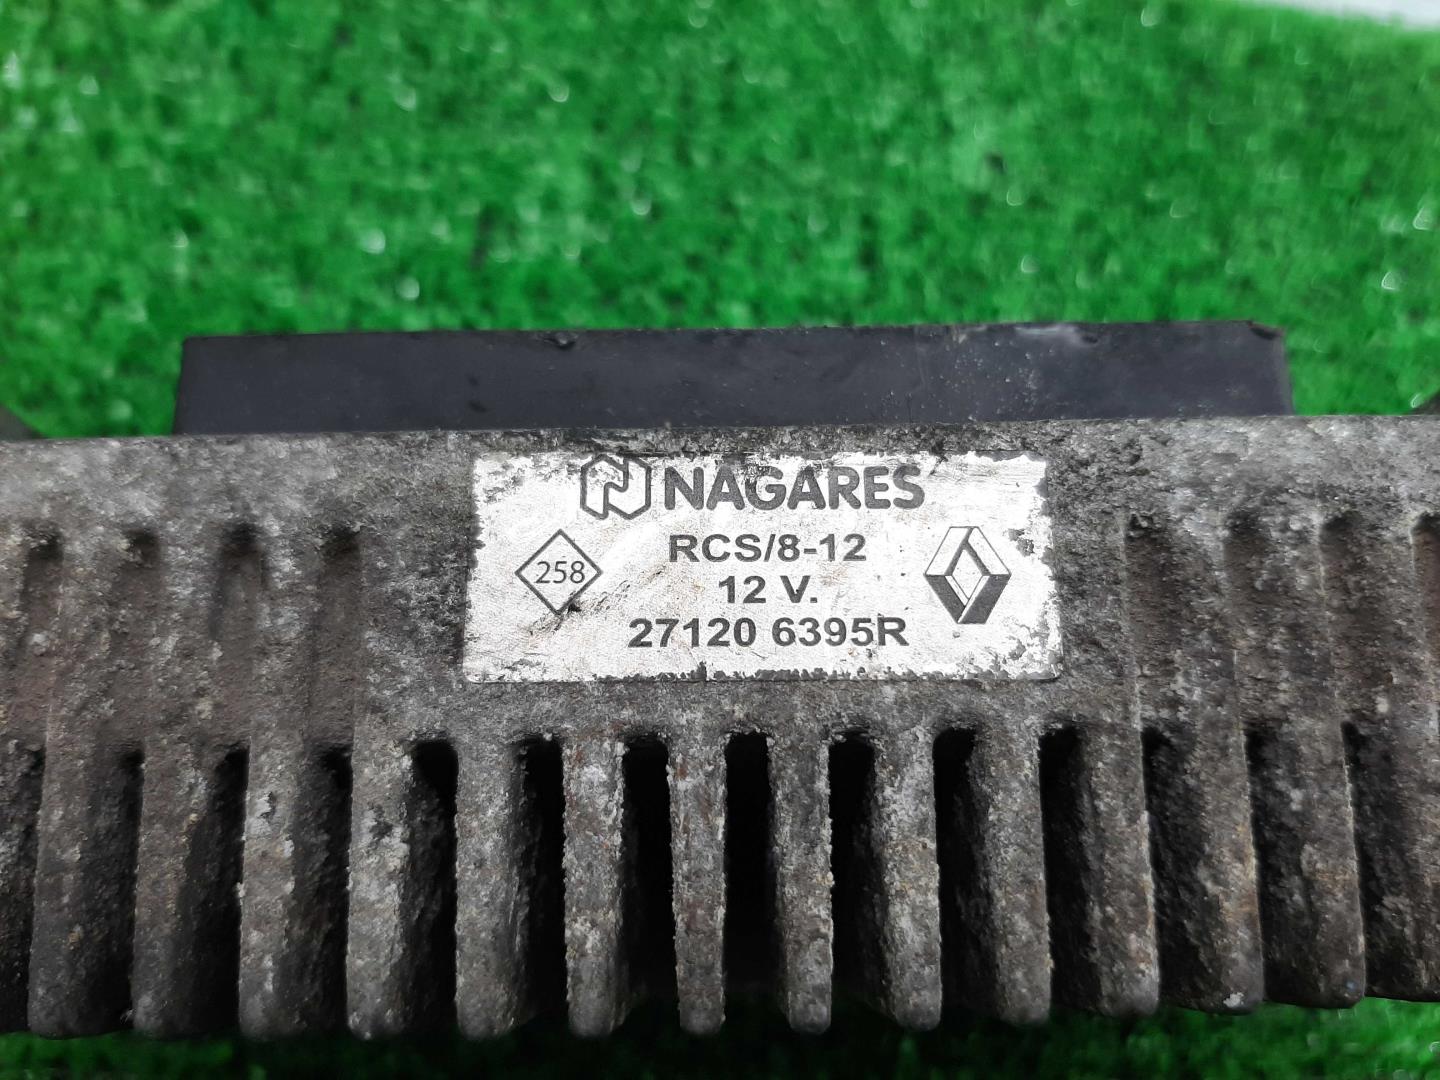 NAGARES
RCS/8-12
258
12 V.
27120 6395R